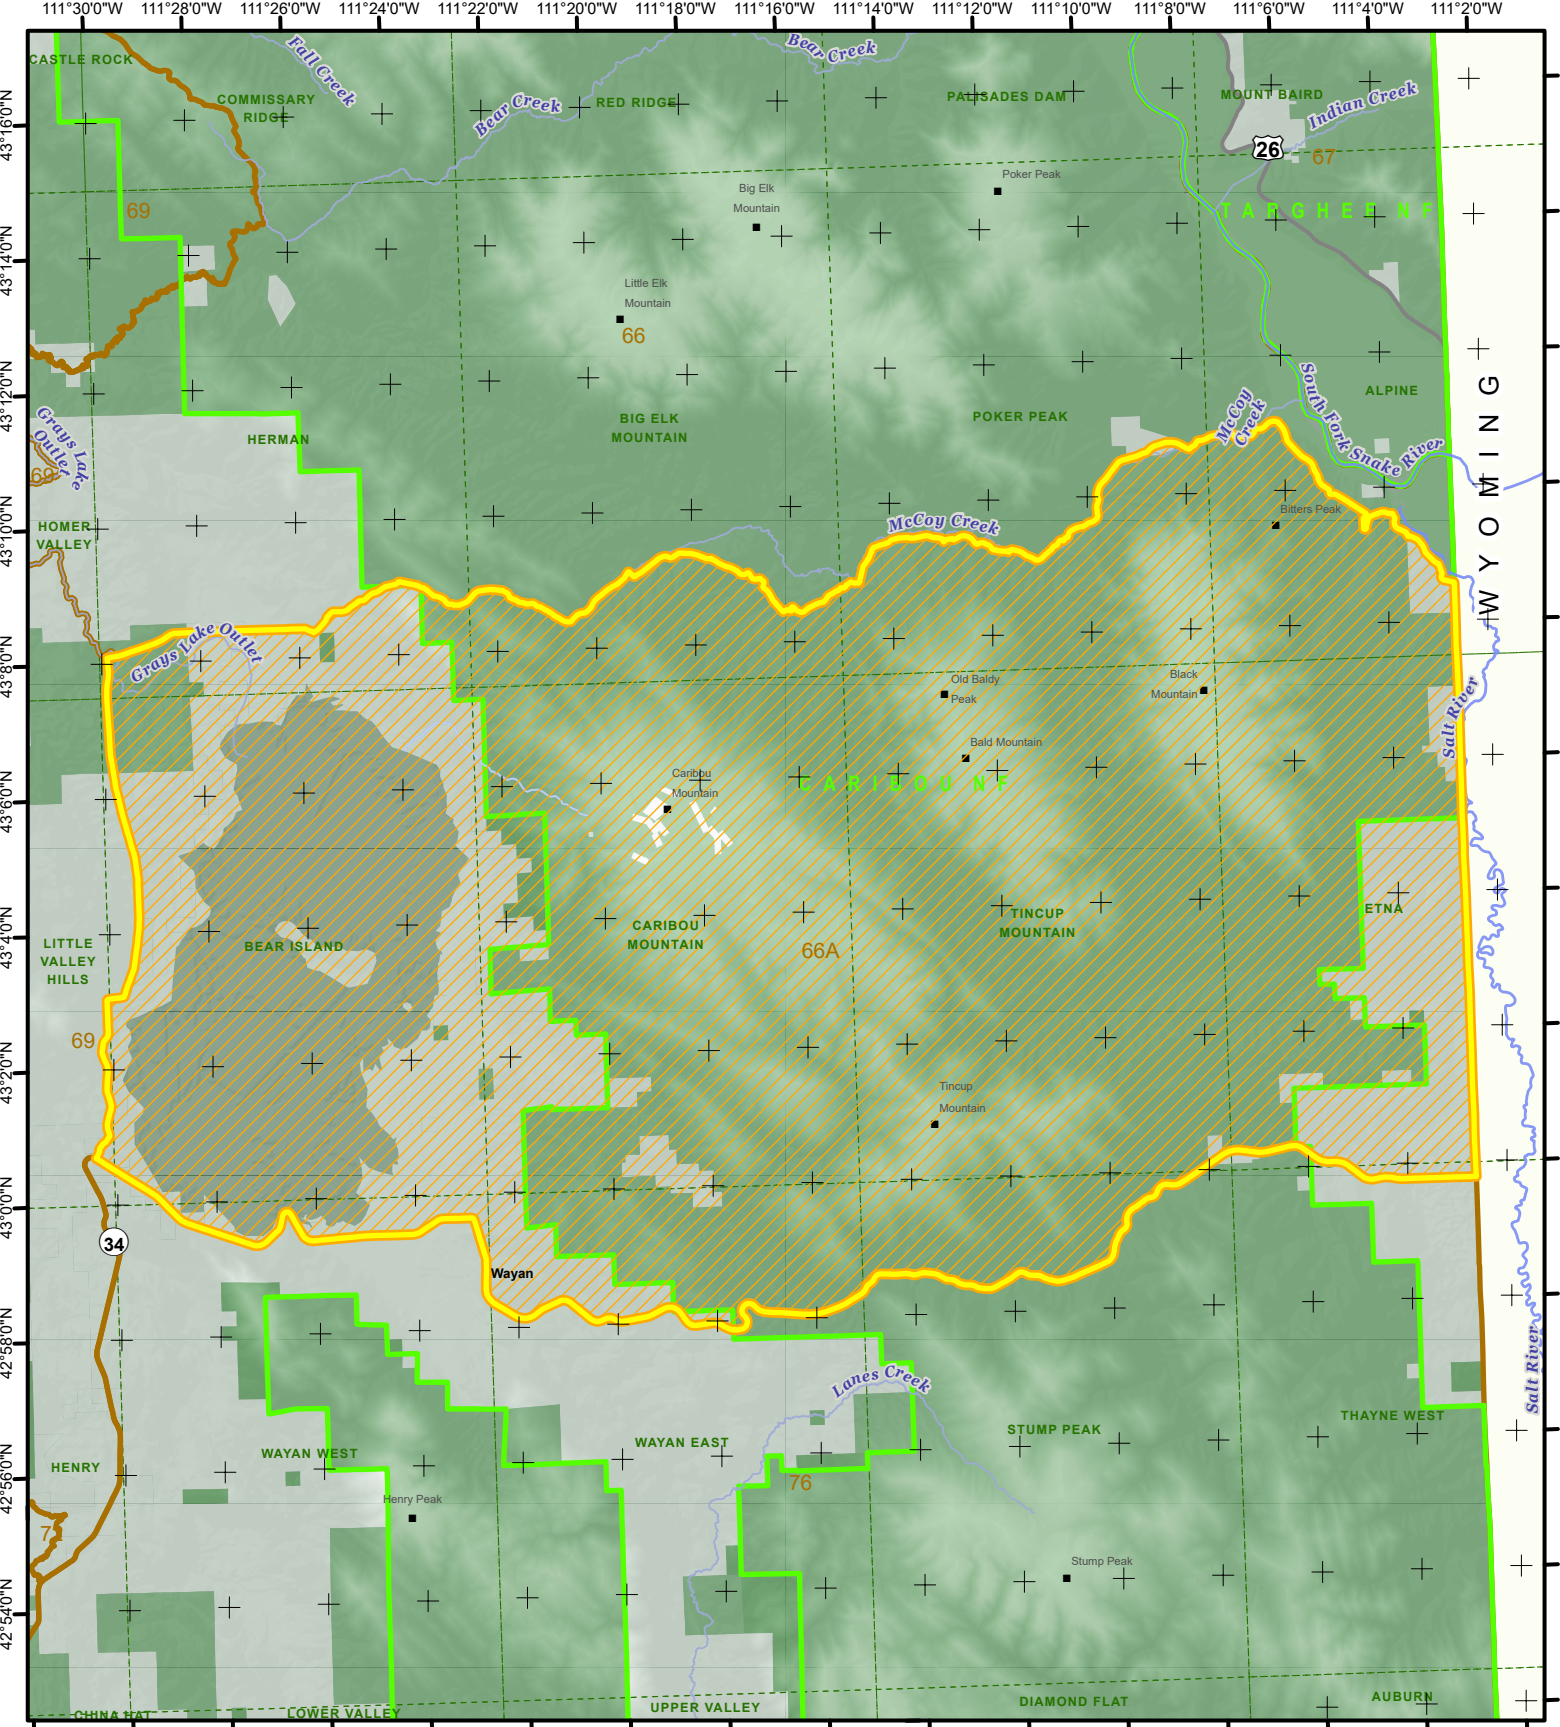 111°30'0"W 111°28'0"W 111°26'0"W 111°24'0"W 111°22'0"W 111°20'0"W 111°18'0"W 111°16'0"W 111°14'0"W 111°12'0"W 111°10'0"W 111°8'0"W 111°6'0"W 111°4'0"W 111°2'0"W
43°16'0"N
43°14'0"N
43°12'0"N
43°10'0"N
43°8'0"N
43°6'0"N
43°4'0"N
43°2'0"N
43°0'0"N
42°58'0"N
42°56'0"N
42°54'0"N
CASTLE ROCK
Fall Creek
Bear Creek
COMMISSARY
RIDGE
Bear Creek
RED RIDGE
PALISADES DAM
MOUNT BAIRD
Indian Creek
26
67
Poker Peak
Big Elk
Mountain
69
TARGHEE NF
Little Elk
Mountain
66
ALPINE
Grays Lake
Outlet
HERMAN
BIG ELK
MOUNTAIN
POKER PEAK
McCoy
Creek
South Fork Snake River
WYOMING
69
HOMER
VALLEY
McCoy Creek
Bitters Peak
Grays Lake Outlet
Old Baldy
Peak
Black
Mountain
Salt River
Bald Mountain
Caribou
Mountain
CARIBOU NF
LITTLE
VALLEY
HILLS
BEAR ISLAND
CARIBOU
MOUNTAIN
66A
TINCUP
MOUNTAIN
ETNA
69
Tincup
Mountain
34
Wayan
Salt River
Lanes Creek
HENRY
WAYAN WEST
WAYAN EAST
STUMP PEAK
THAYNE WEST
76
Henry Peak
Stump Peak
CHINA HAT
LOWER VALLEY
UPPER VALLEY
DIAMOND FLAT
AUBURN